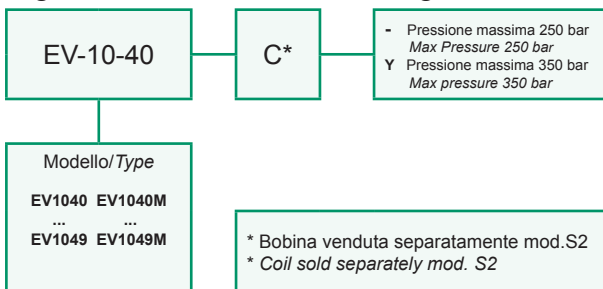 EV-10-40
C*
- Pressione massima 250 bar
Max Pressure 250 bar
Y Pressione massima 350 bar
Max pressure 350 bar
Modello/Type
EV1040 EV1040M
... ...
EV1049 EV1049M
* Bobina venduta separatamente mod.S2
* Coil sold separately mod. S2